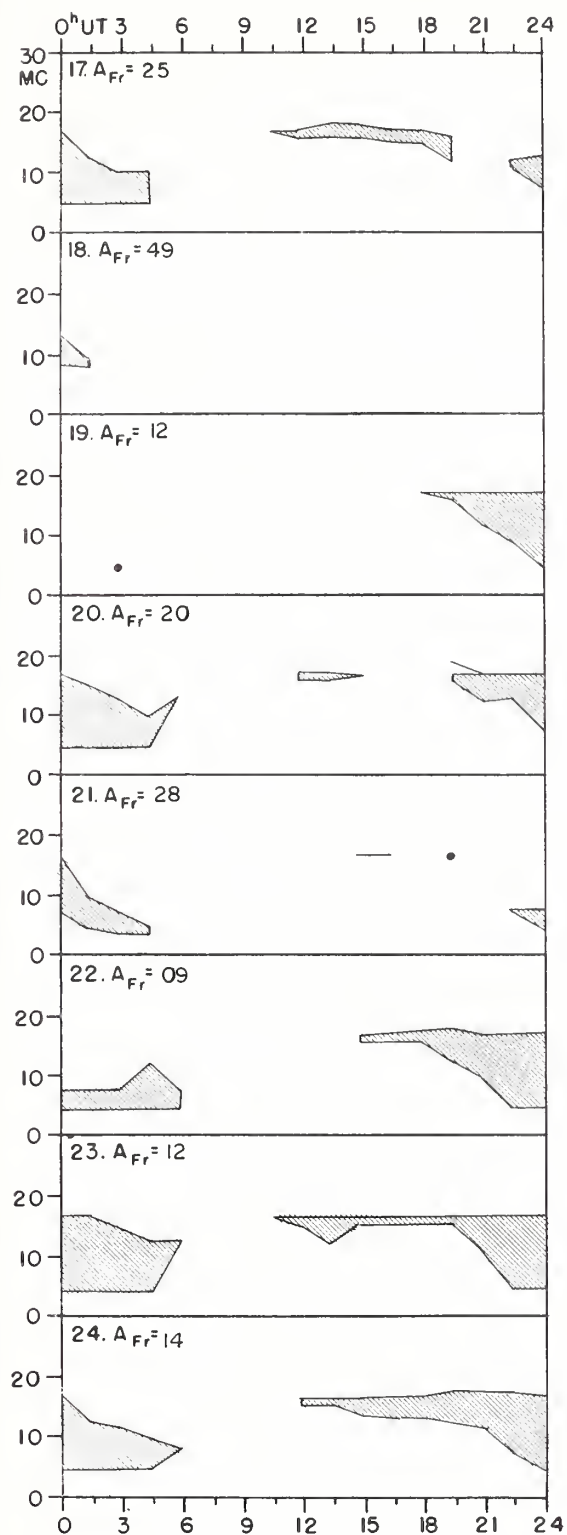 0ʰUT 3 6 9 12 15 18 21 24
30
MC
17. A_Fr = 25
20
10
0
18. A_Fr = 49
20
10
0
19. A_Fr = 12
20
10
0
20. A_Fr = 20
20
10
0
21. A_Fr = 28
20
10
0
22. A_Fr = 09
20
10
0
23. A_Fr = 12
20
10
0
24. A_Fr = 14
20
10
0
0 3 6 9 12 15 18 21 24